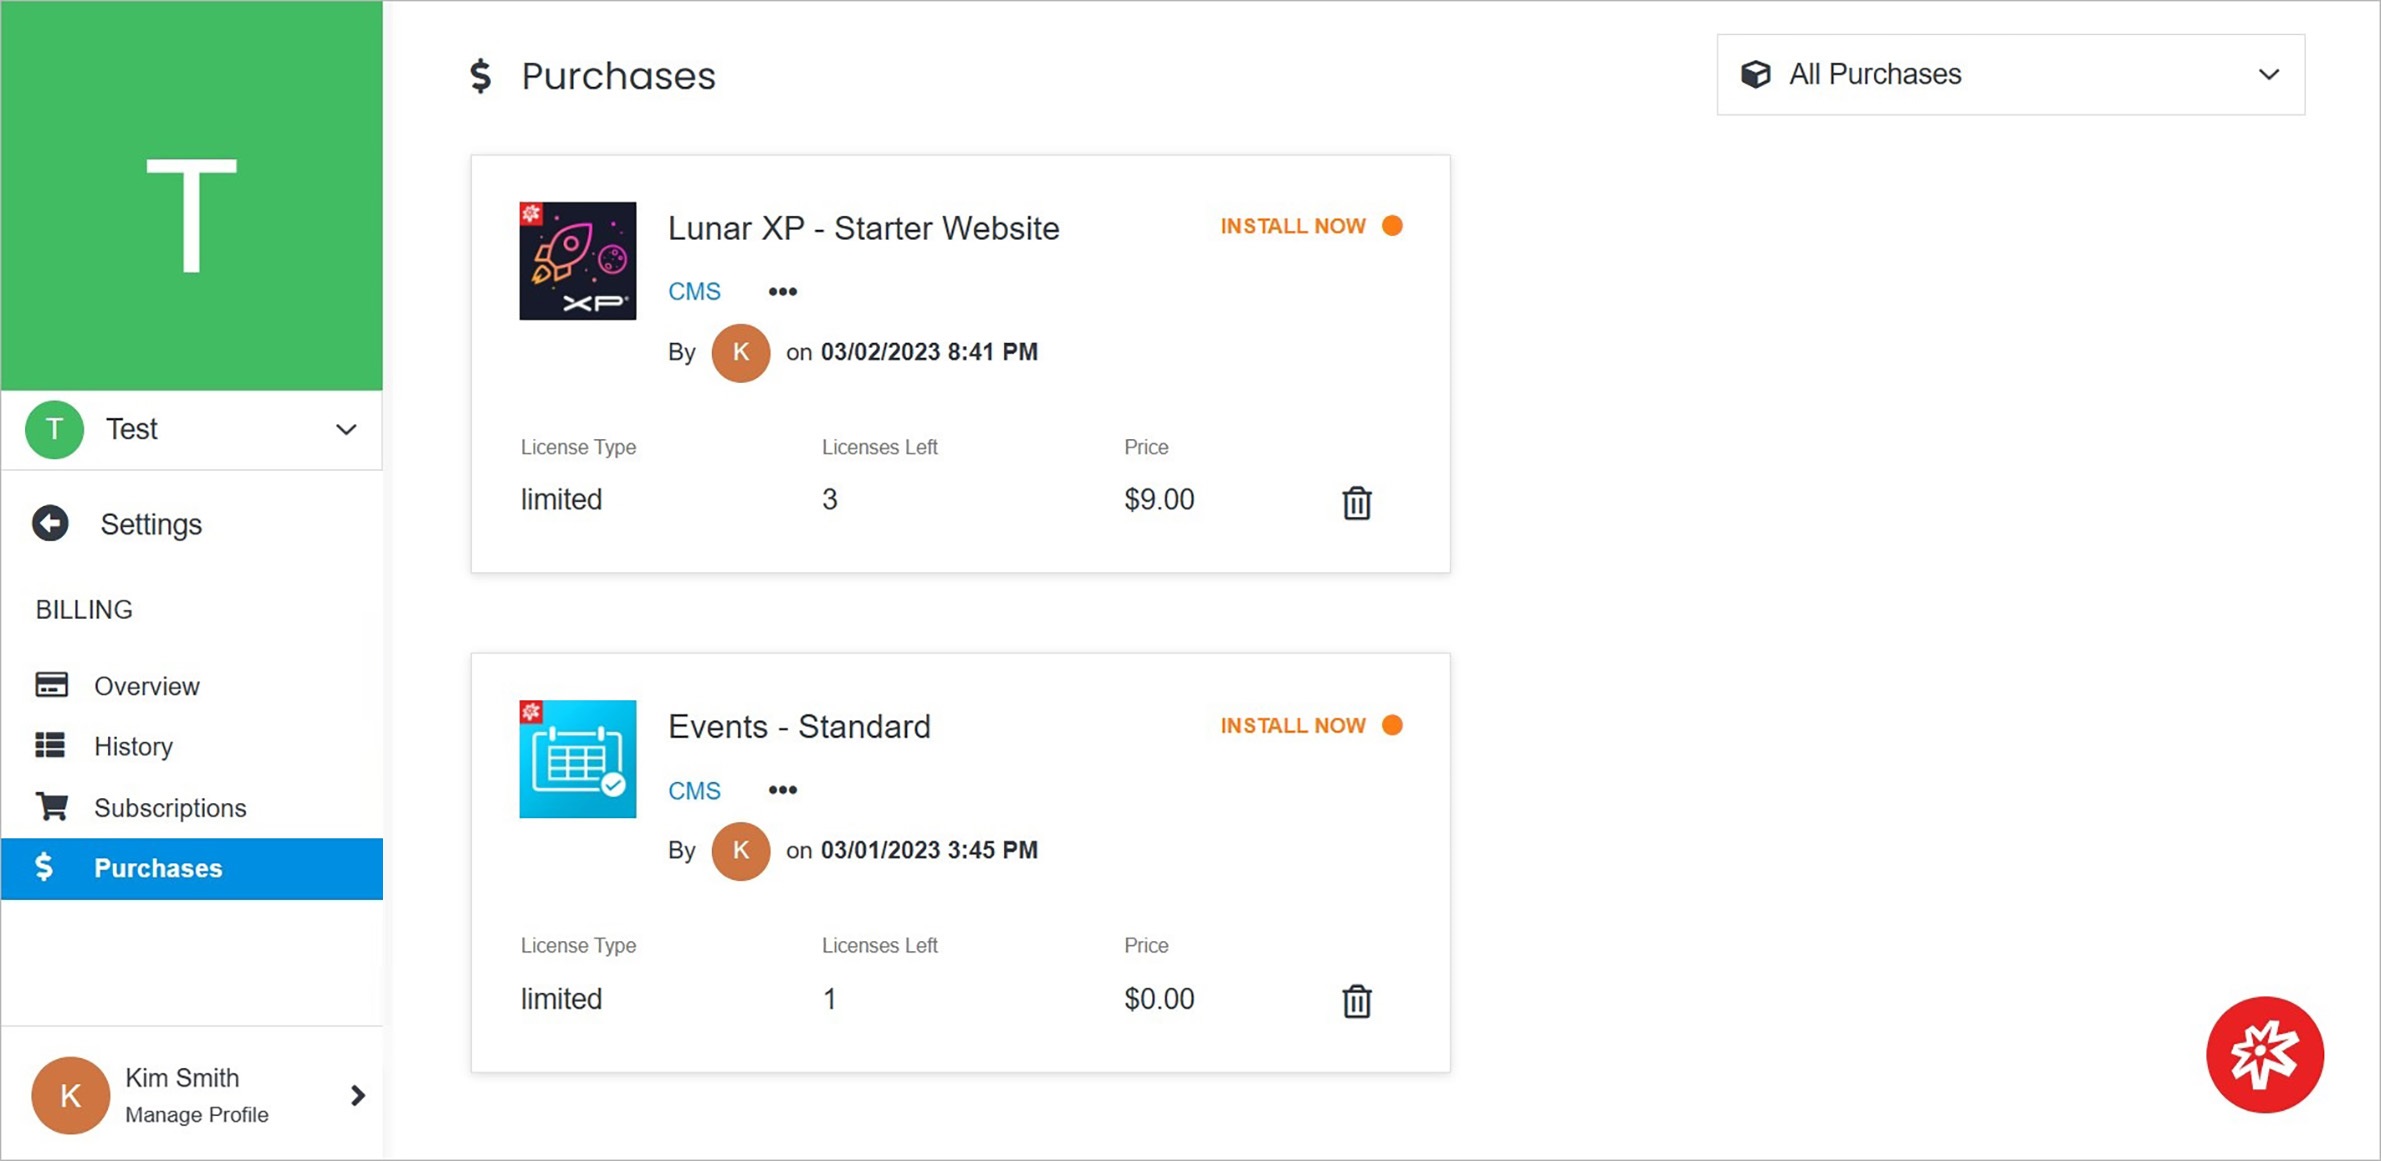 T
T Test
Settings
BILLING
Overview
History
Subscriptions
$ Purchases
K Kim Smith
Manage Profile
$ Purchases
All Purchases
XP
Lunar XP - Starter Website
INSTALL NOW
CMS •••
By K on 03/02/2023 8:41 PM
License Type Licenses Left Price
limited 3 $9.00
Events - Standard
INSTALL NOW
CMS •••
By K on 03/01/2023 3:45 PM
License Type Licenses Left Price
limited 1 $0.00